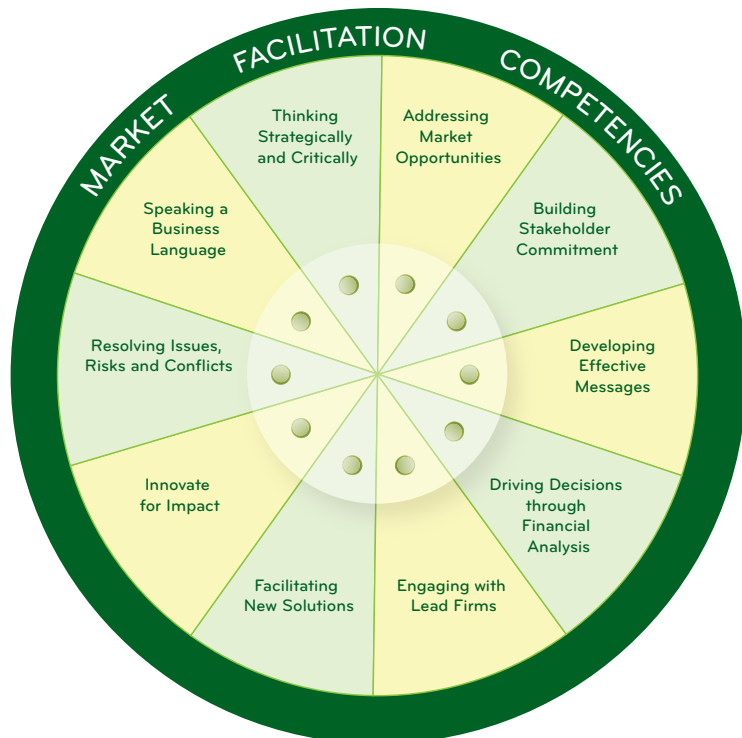 MARKET FACILITATION COMPETENCIES
Thinking
Strategically
and Critically
Addressing
Market
Opportunities
Building
Stakeholder
Commitment
Developing
Effective
Messages
Driving Decisions
through
Financial
Analysis
Engaging with
Lead Firms
Facilitating
New Solutions
Innovate
for Impact
Resolving Issues,
Risks and Conflicts
Speaking a
Business
Language